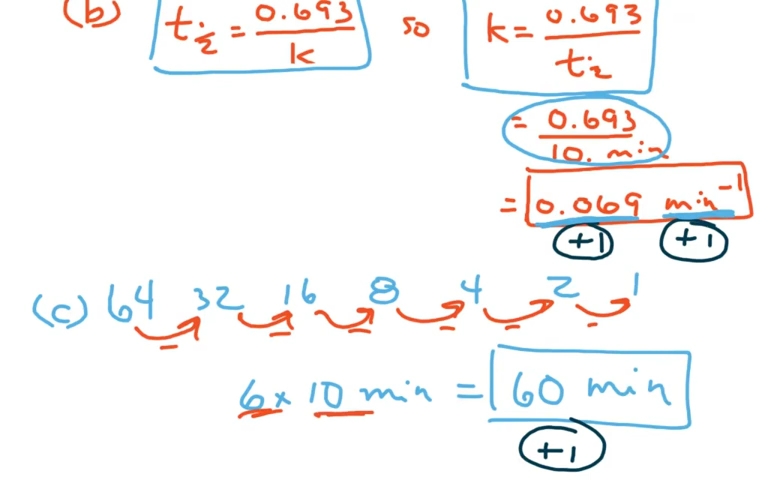 (b) t½ = 0.693/k so k = 0.693/t½
= 0.693/10. min
= 0.069 min⁻¹
+1 +1
(c) 64 32 16 8 4 2 1
6 x 10 min = 60 min
+1